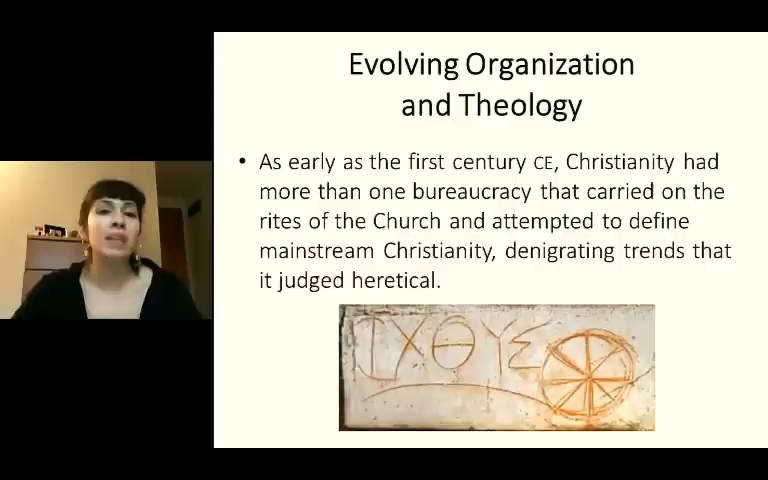 Evolving Organization
and Theology
• As early as the first century CE, Christianity had
more than one bureaucracy that carried on the
rites of the Church and attempted to define
mainstream Christianity, denigrating trends that
it judged heretical.
ΙΧΘΥΣ